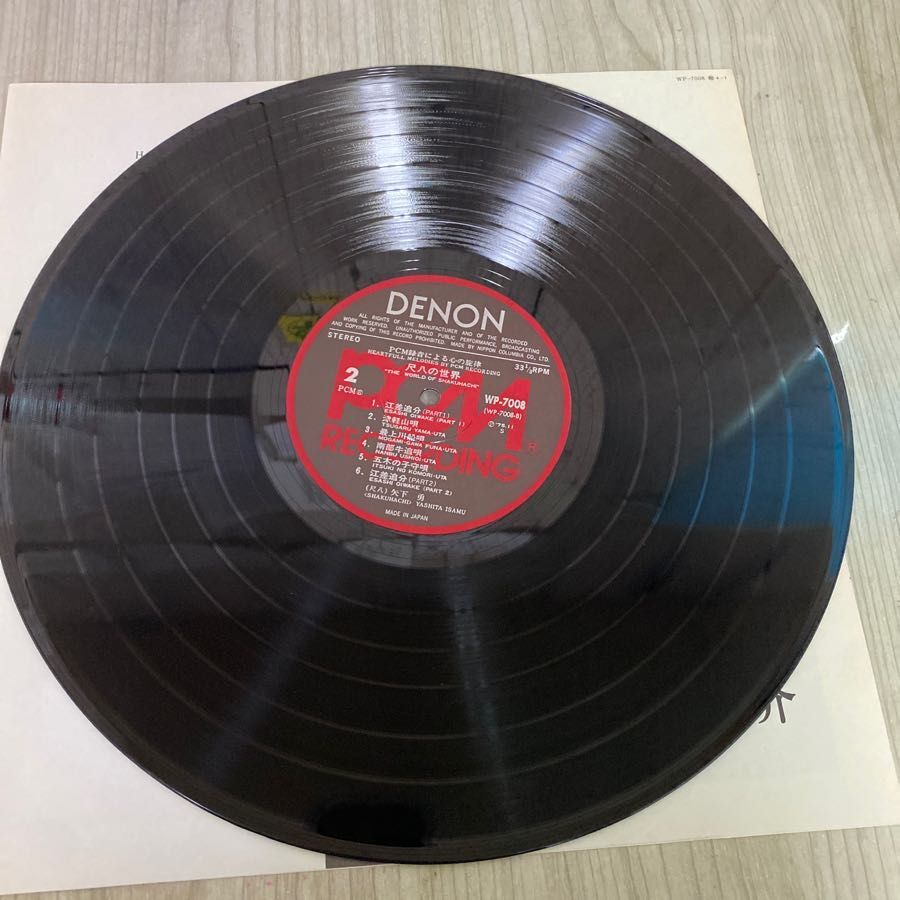 WP-7008
DENON
ALL RIGHTS OF THE MANUFACTURER AND OF THE RECORDED
WORK RESERVED. UNAUTHORIZED PUBLIC PERFORMANCE, BROADCASTING
AND COPYING OF THIS RECORD PROHIBITED. MADE BY NIPPON COLUMBIA CO., LTD.
STEREO
33 1/3 RPM
PCM録音による心の旋律
HEARTFULL MELODIES BY PCM RECORDING
尺八の世界
"THE WORLD OF SHAKUHACHI"
2
PCM
WP-7008
(WP-7008-B)
Ⓟ'75.11
S
PCM
RECORDING
1. 江差追分(PART1)
ESASHI OIWAKE (PART 1)
2. 津軽山唄
TSUGARU YAMA-UTA
3. 最上川船唄
MOGAMI-GAWA FUNA-UTA
4. 南部牛追唄
NANBU USHIOI-UTA
5. 五木の子守唄
ITSUKI NO KOMORI-UTA
6. 江差追分(PART2)
ESASHI OIWAKE (PART 2)
(尺八) 矢下 勇
<SHAKUHACHI> YASHITA ISAMU
MADE IN JAPAN